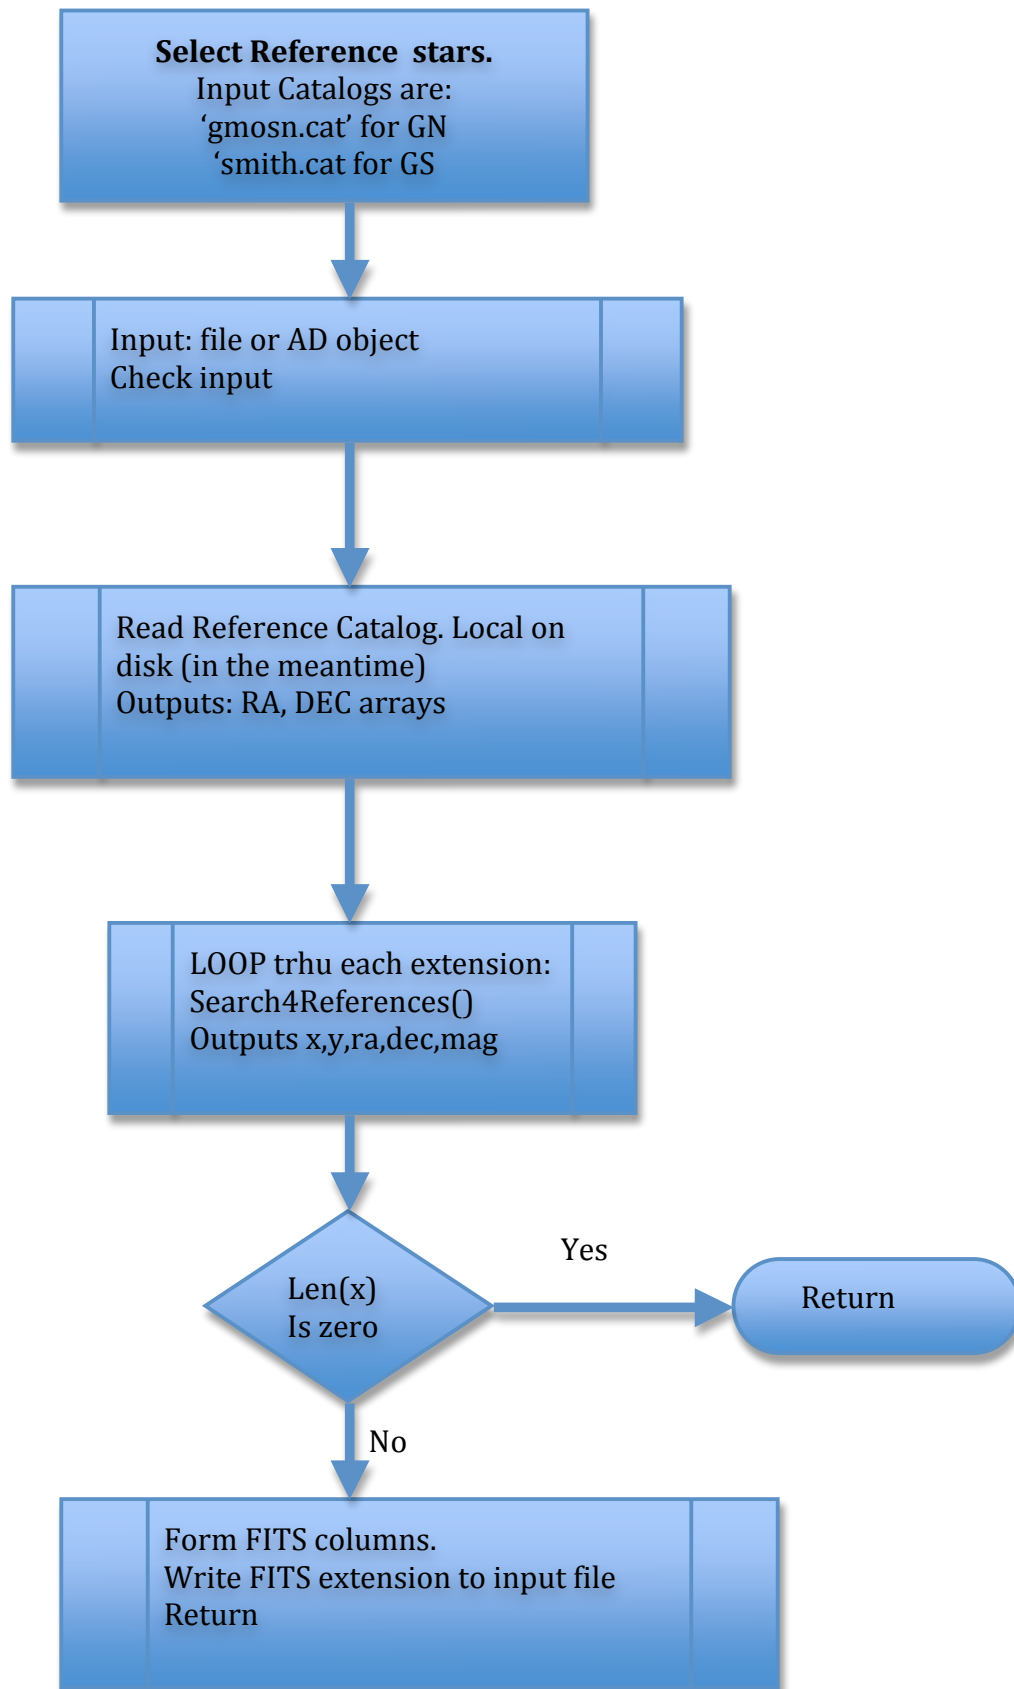 Select Reference  stars.
Input Catalogs are:
‘gmosn.cat’ for GN
‘smith.cat for GS
Input: file or AD object
Check input
Read Reference Catalog. Local on
disk (in the meantime)
Outputs: RA, DEC arrays
LOOP trhu each extension:
Search4References()
Outputs x,y,ra,dec,mag
Len(x)
Is zero
Yes
Return
No
Form FITS columns.
Write FITS extension to input file
Return